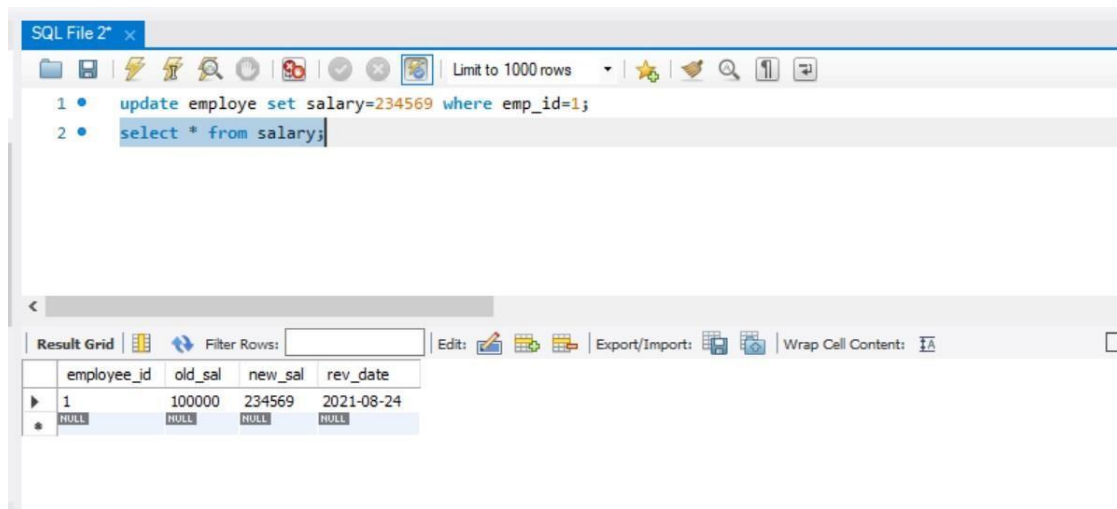 SQL File 2*
Limit to 1000 rows
1 update employe set salary=234569 where emp_id=1;
2 select * from salary;
Result Grid Filter Rows: Edit: Export/Import: Wrap Cell Content:
employee_id old_sal new_sal rev_date
1 100000 234569 2021-08-24
NULL NULL NULL NULL